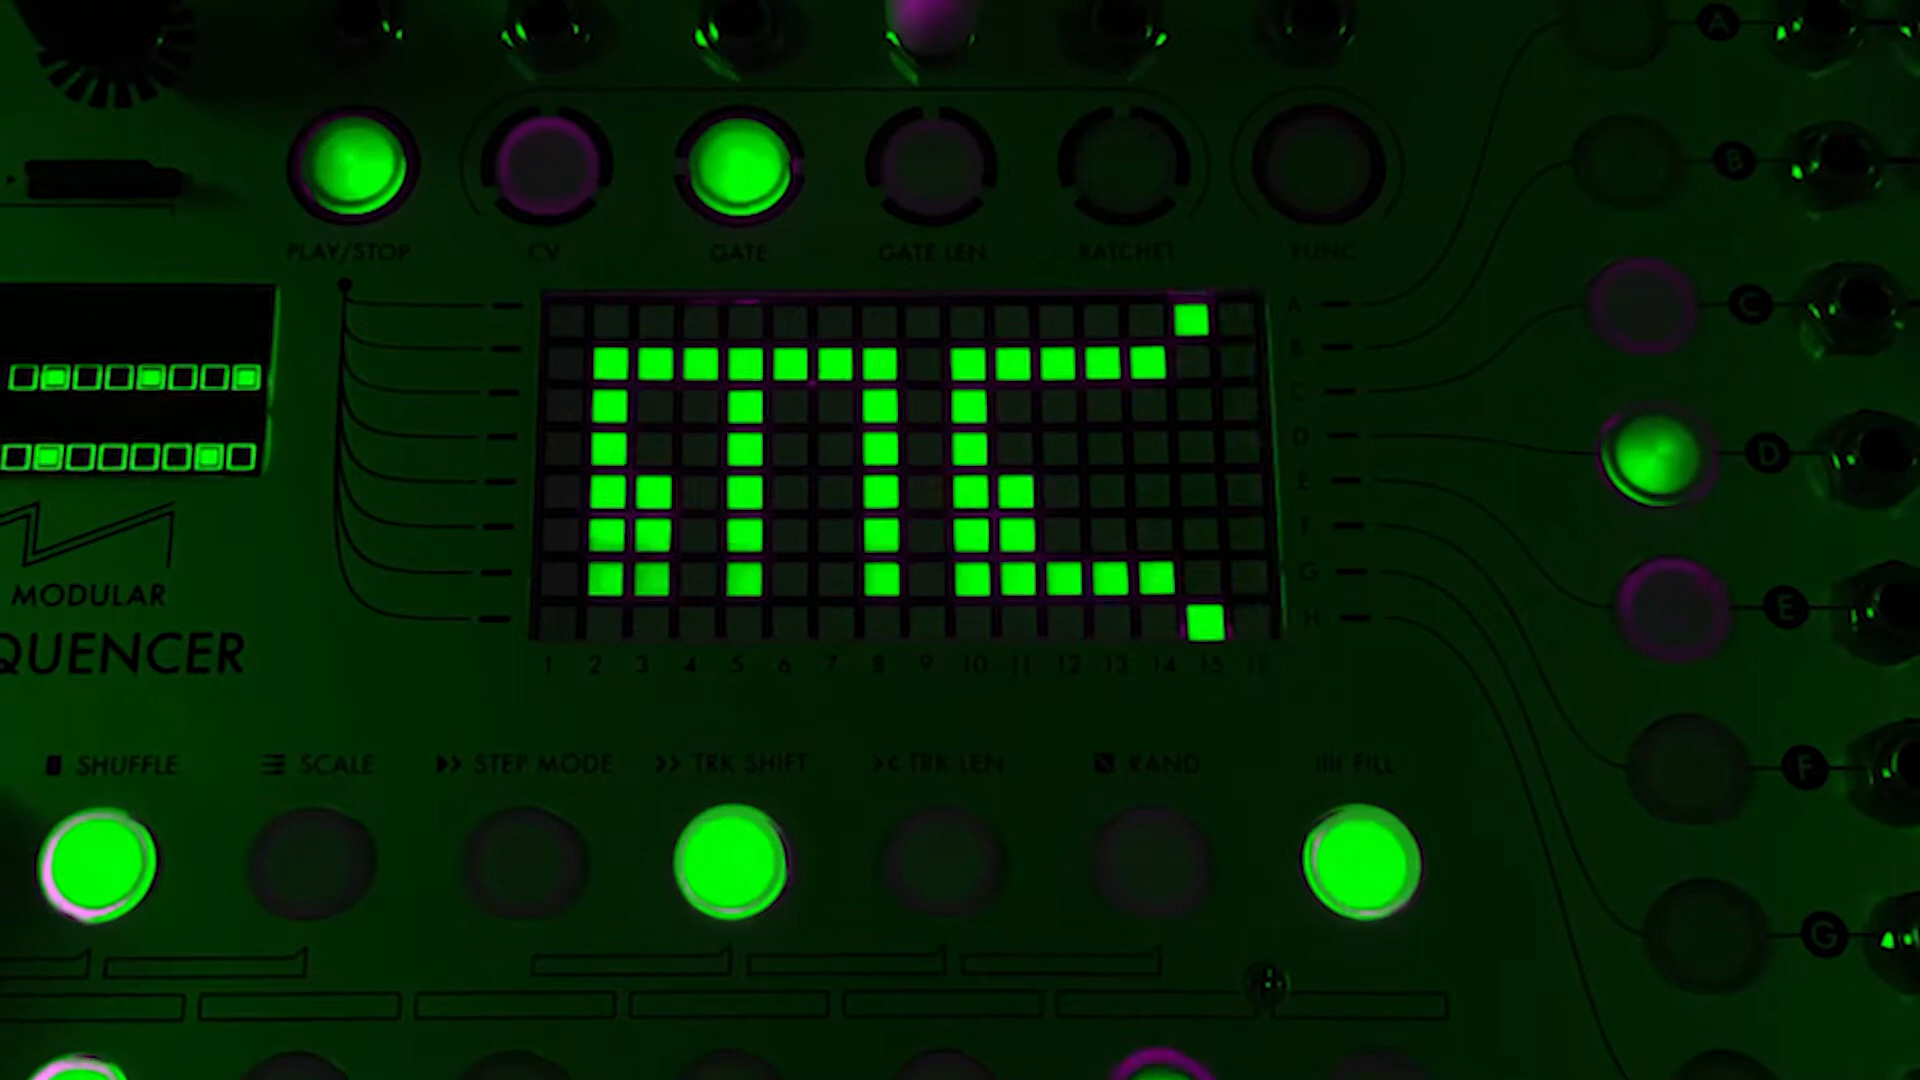 A
B
PLAY/STOP CV GATE GATE LEN RATCHET FUNC
A
B
C
D
E
F
G
H
C
D
E
MODULAR
QUENCER
1 2 3 4 5 6 7 8 9 10 11 12 13 14 15 16
SHUFFLE SCALE STEP MODE TRK SHIFT TRK LEN RAND FILL
F
G